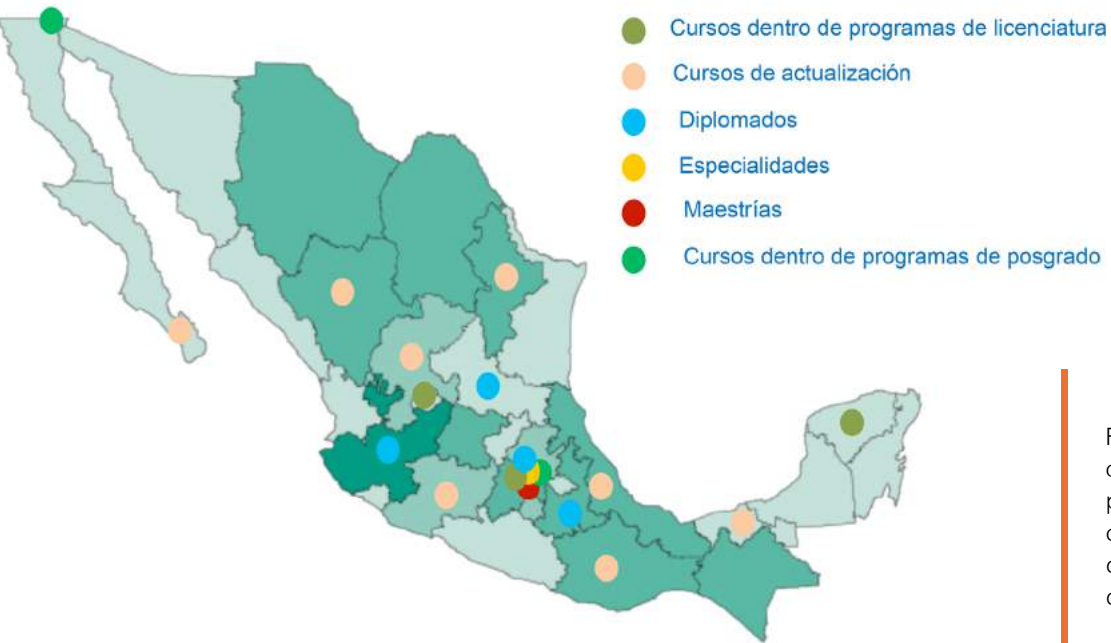 Cursos dentro de programas de licenciatura
Cursos de actualización
Diplomados
Especialidades
Maestrías
Cursos dentro de programas de posgrado